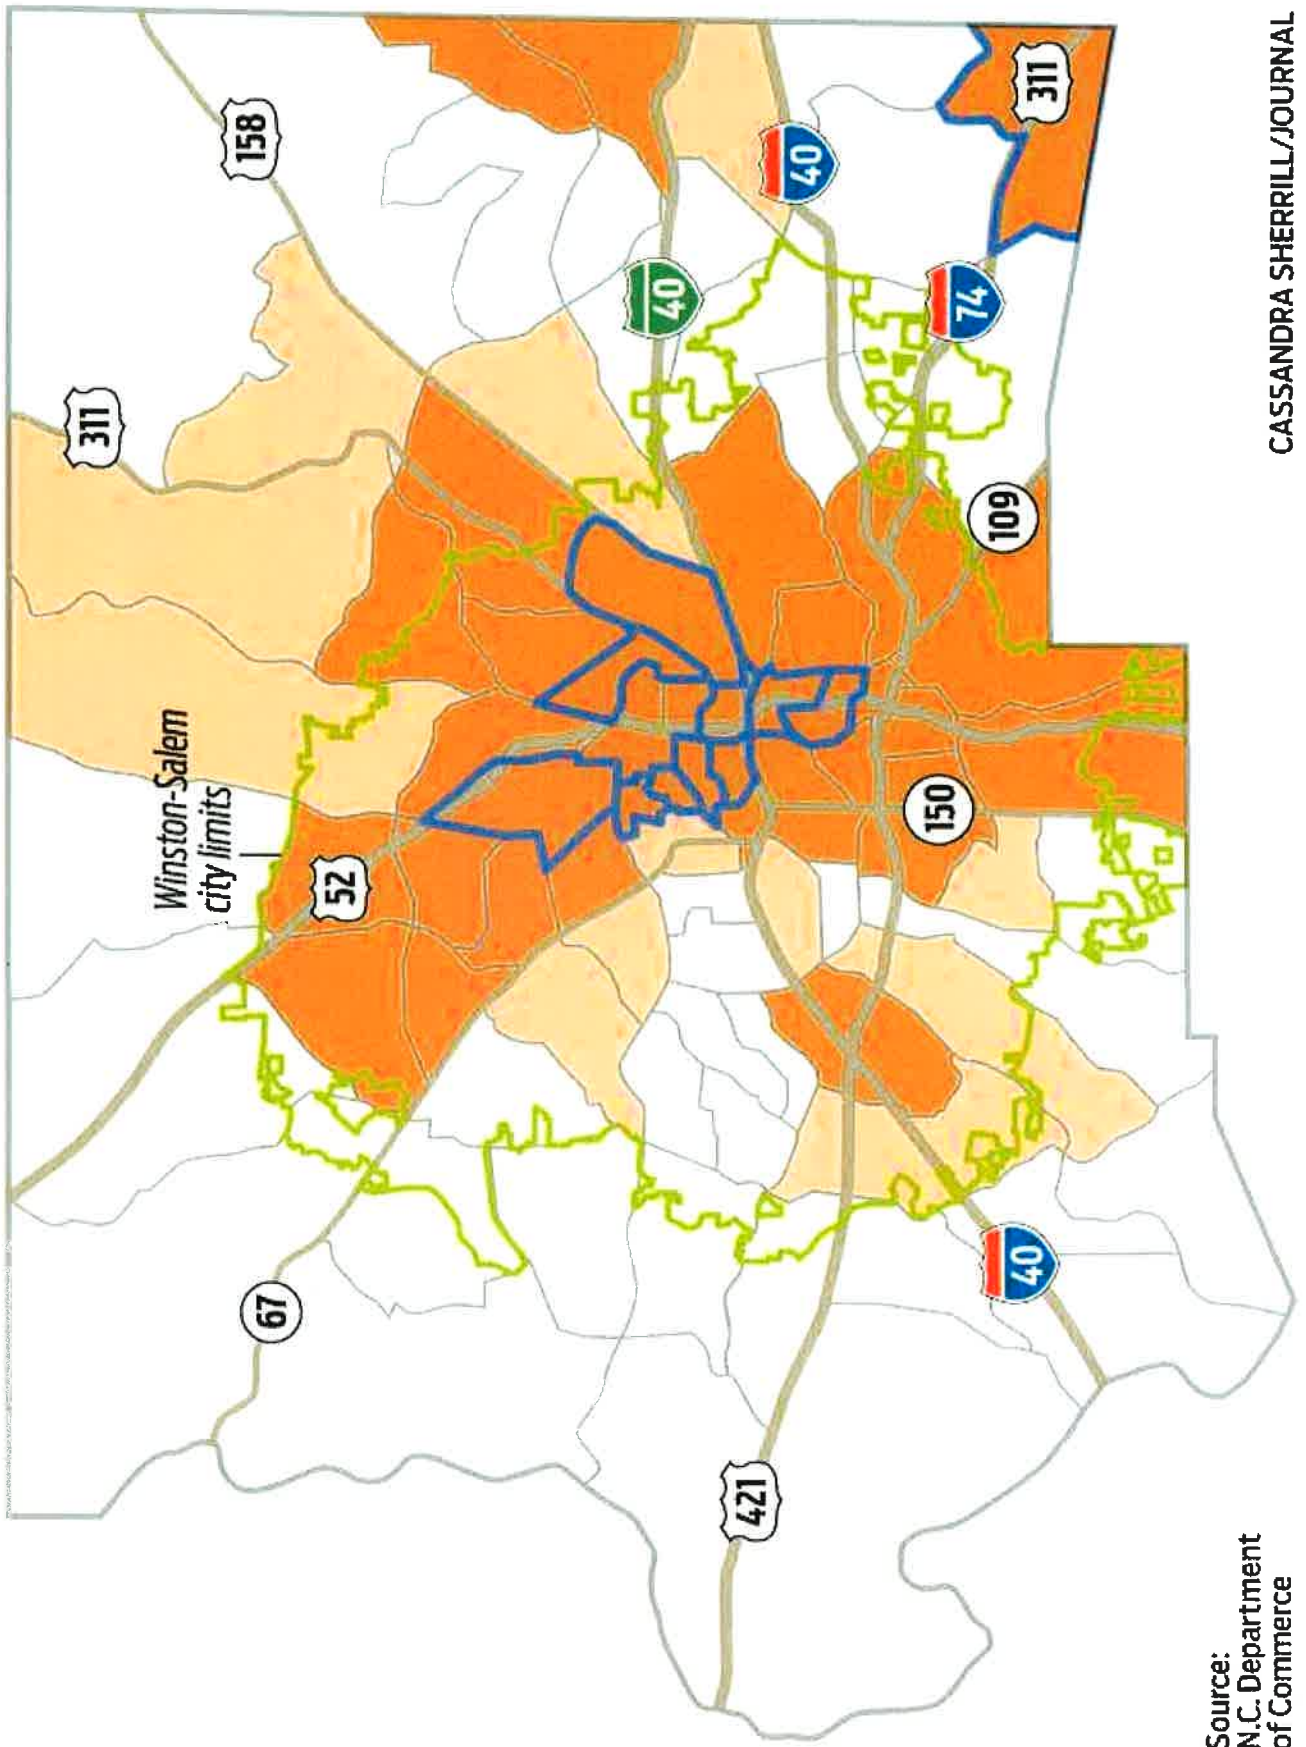 311
Winston-Salem
city limits
158
67
52
40
421
40
150
74
109
40
311
Source:
N.C. Department
of Commerce
CASSANDRA SHERRILL/JOURNAL